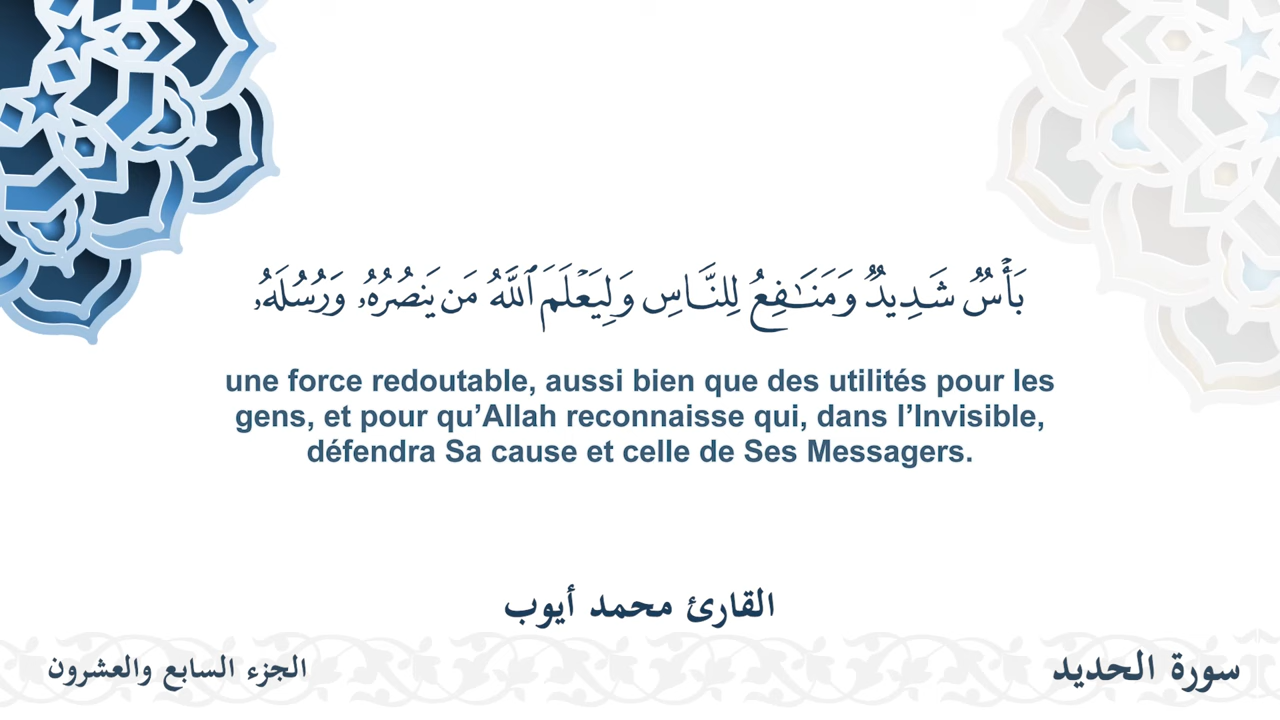 بَأۡسٌ شَدِيدٌ وَمَنَٰفِعُ لِلنَّاسِ وَلِيَعۡلَمَ ٱللَّهُ مَن يَنصُرُهُۥ وَرُسُلَهُۥ
une force redoutable, aussi bien que des utilités pour les
gens, et pour qu’Allah reconnaisse qui, dans l’Invisible,
défendra Sa cause et celle de Ses Messagers.
القارئ محمد أيوب
سورة الحديد
الجزء السابع والعشرون